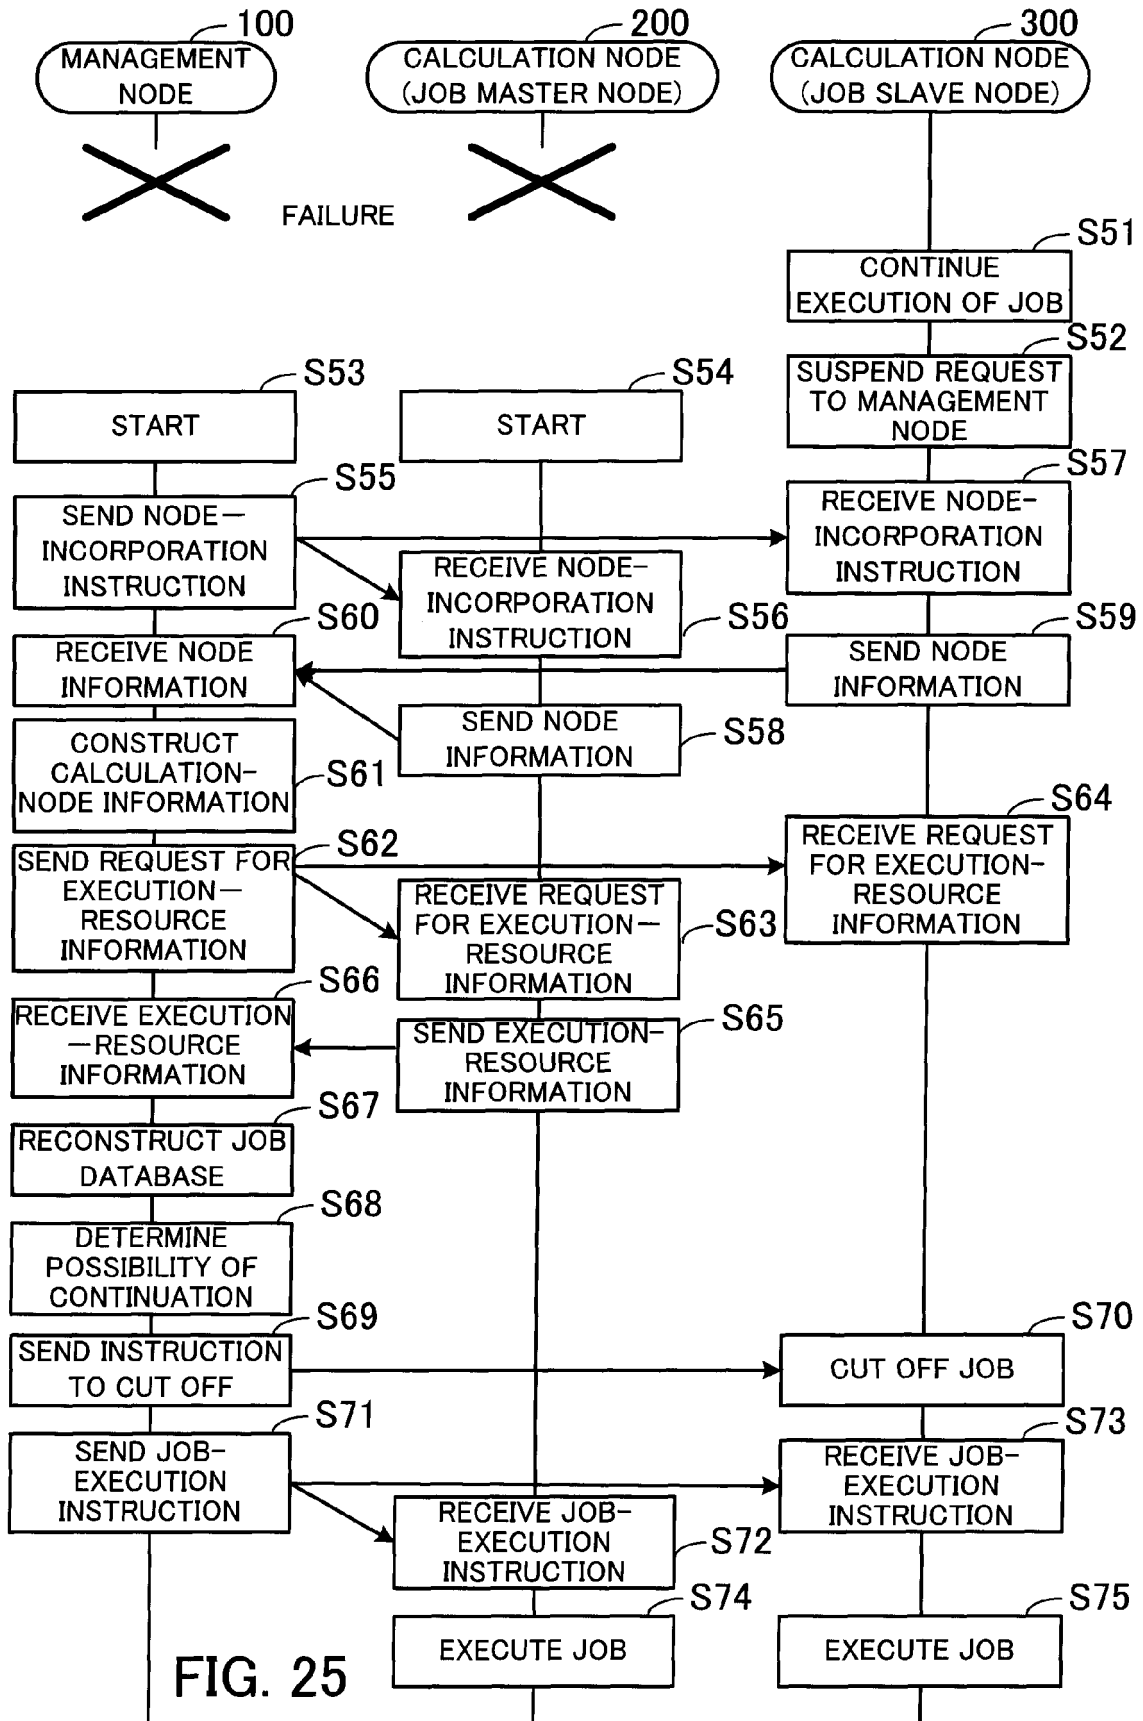 100
MANAGEMENT
NODE
200
CALCULATION NODE
(JOB MASTER NODE)
300
CALCULATION NODE
(JOB SLAVE NODE)
FAILURE
S51
CONTINUE
EXECUTION OF JOB
S52
SUSPEND REQUEST
TO MANAGEMENT
NODE
S53
START
S54
START
S55
SEND NODE—
INCORPORATION
INSTRUCTION
S57
RECEIVE NODE-
INCORPORATION
INSTRUCTION
RECEIVE NODE-
INCORPORATION
INSTRUCTION
S56
S60
RECEIVE NODE
INFORMATION
S59
SEND NODE
INFORMATION
SEND NODE
INFORMATION
S58
CONSTRUCT
CALCULATION-
NODE INFORMATION
S61
S62
SEND REQUEST FOR
EXECUTION—
RESOURCE
INFORMATION
S64
RECEIVE REQUEST
FOR EXECUTION-
RESOURCE
INFORMATION
RECEIVE REQUEST
FOR EXECUTION—
RESOURCE
INFORMATION
S63
S66
RECEIVE EXECUTION
—RESOURCE
INFORMATION
S65
SEND EXECUTION-
RESOURCE
INFORMATION
S67
RECONSTRUCT JOB
DATABASE
S68
DETERMINE
POSSIBILITY OF
CONTINUATION
S69
SEND INSTRUCTION
TO CUT OFF
S70
CUT OFF JOB
S71
SEND JOB-
EXECUTION
INSTRUCTION
S73
RECEIVE JOB-
EXECUTION
INSTRUCTION
RECEIVE JOB-
EXECUTION
INSTRUCTION
S72
S74
EXECUTE JOB
S75
EXECUTE JOB
FIG. 25